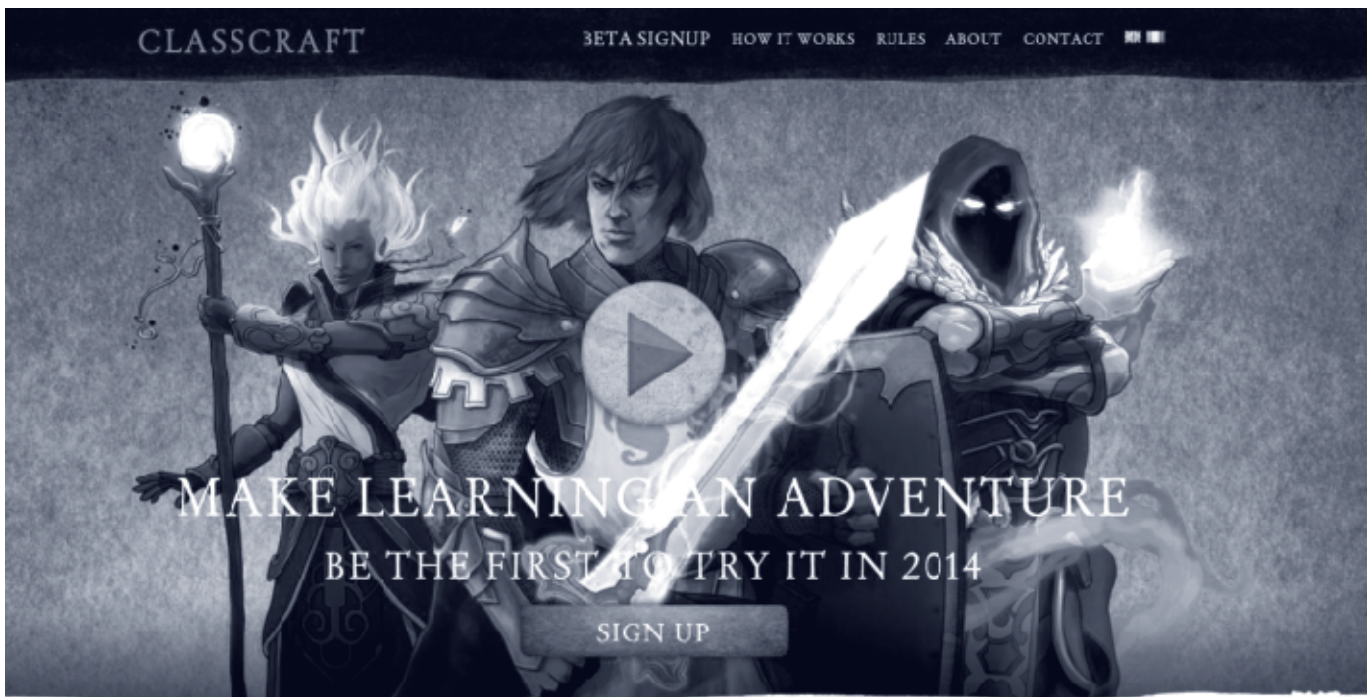 CLASSCRAFT
BETA SIGNUP HOW IT WORKS RULES ABOUT CONTACT
MAKE LEARNING AN ADVENTURE
BE THE FIRST TO TRY IT IN 2014
SIGN UP